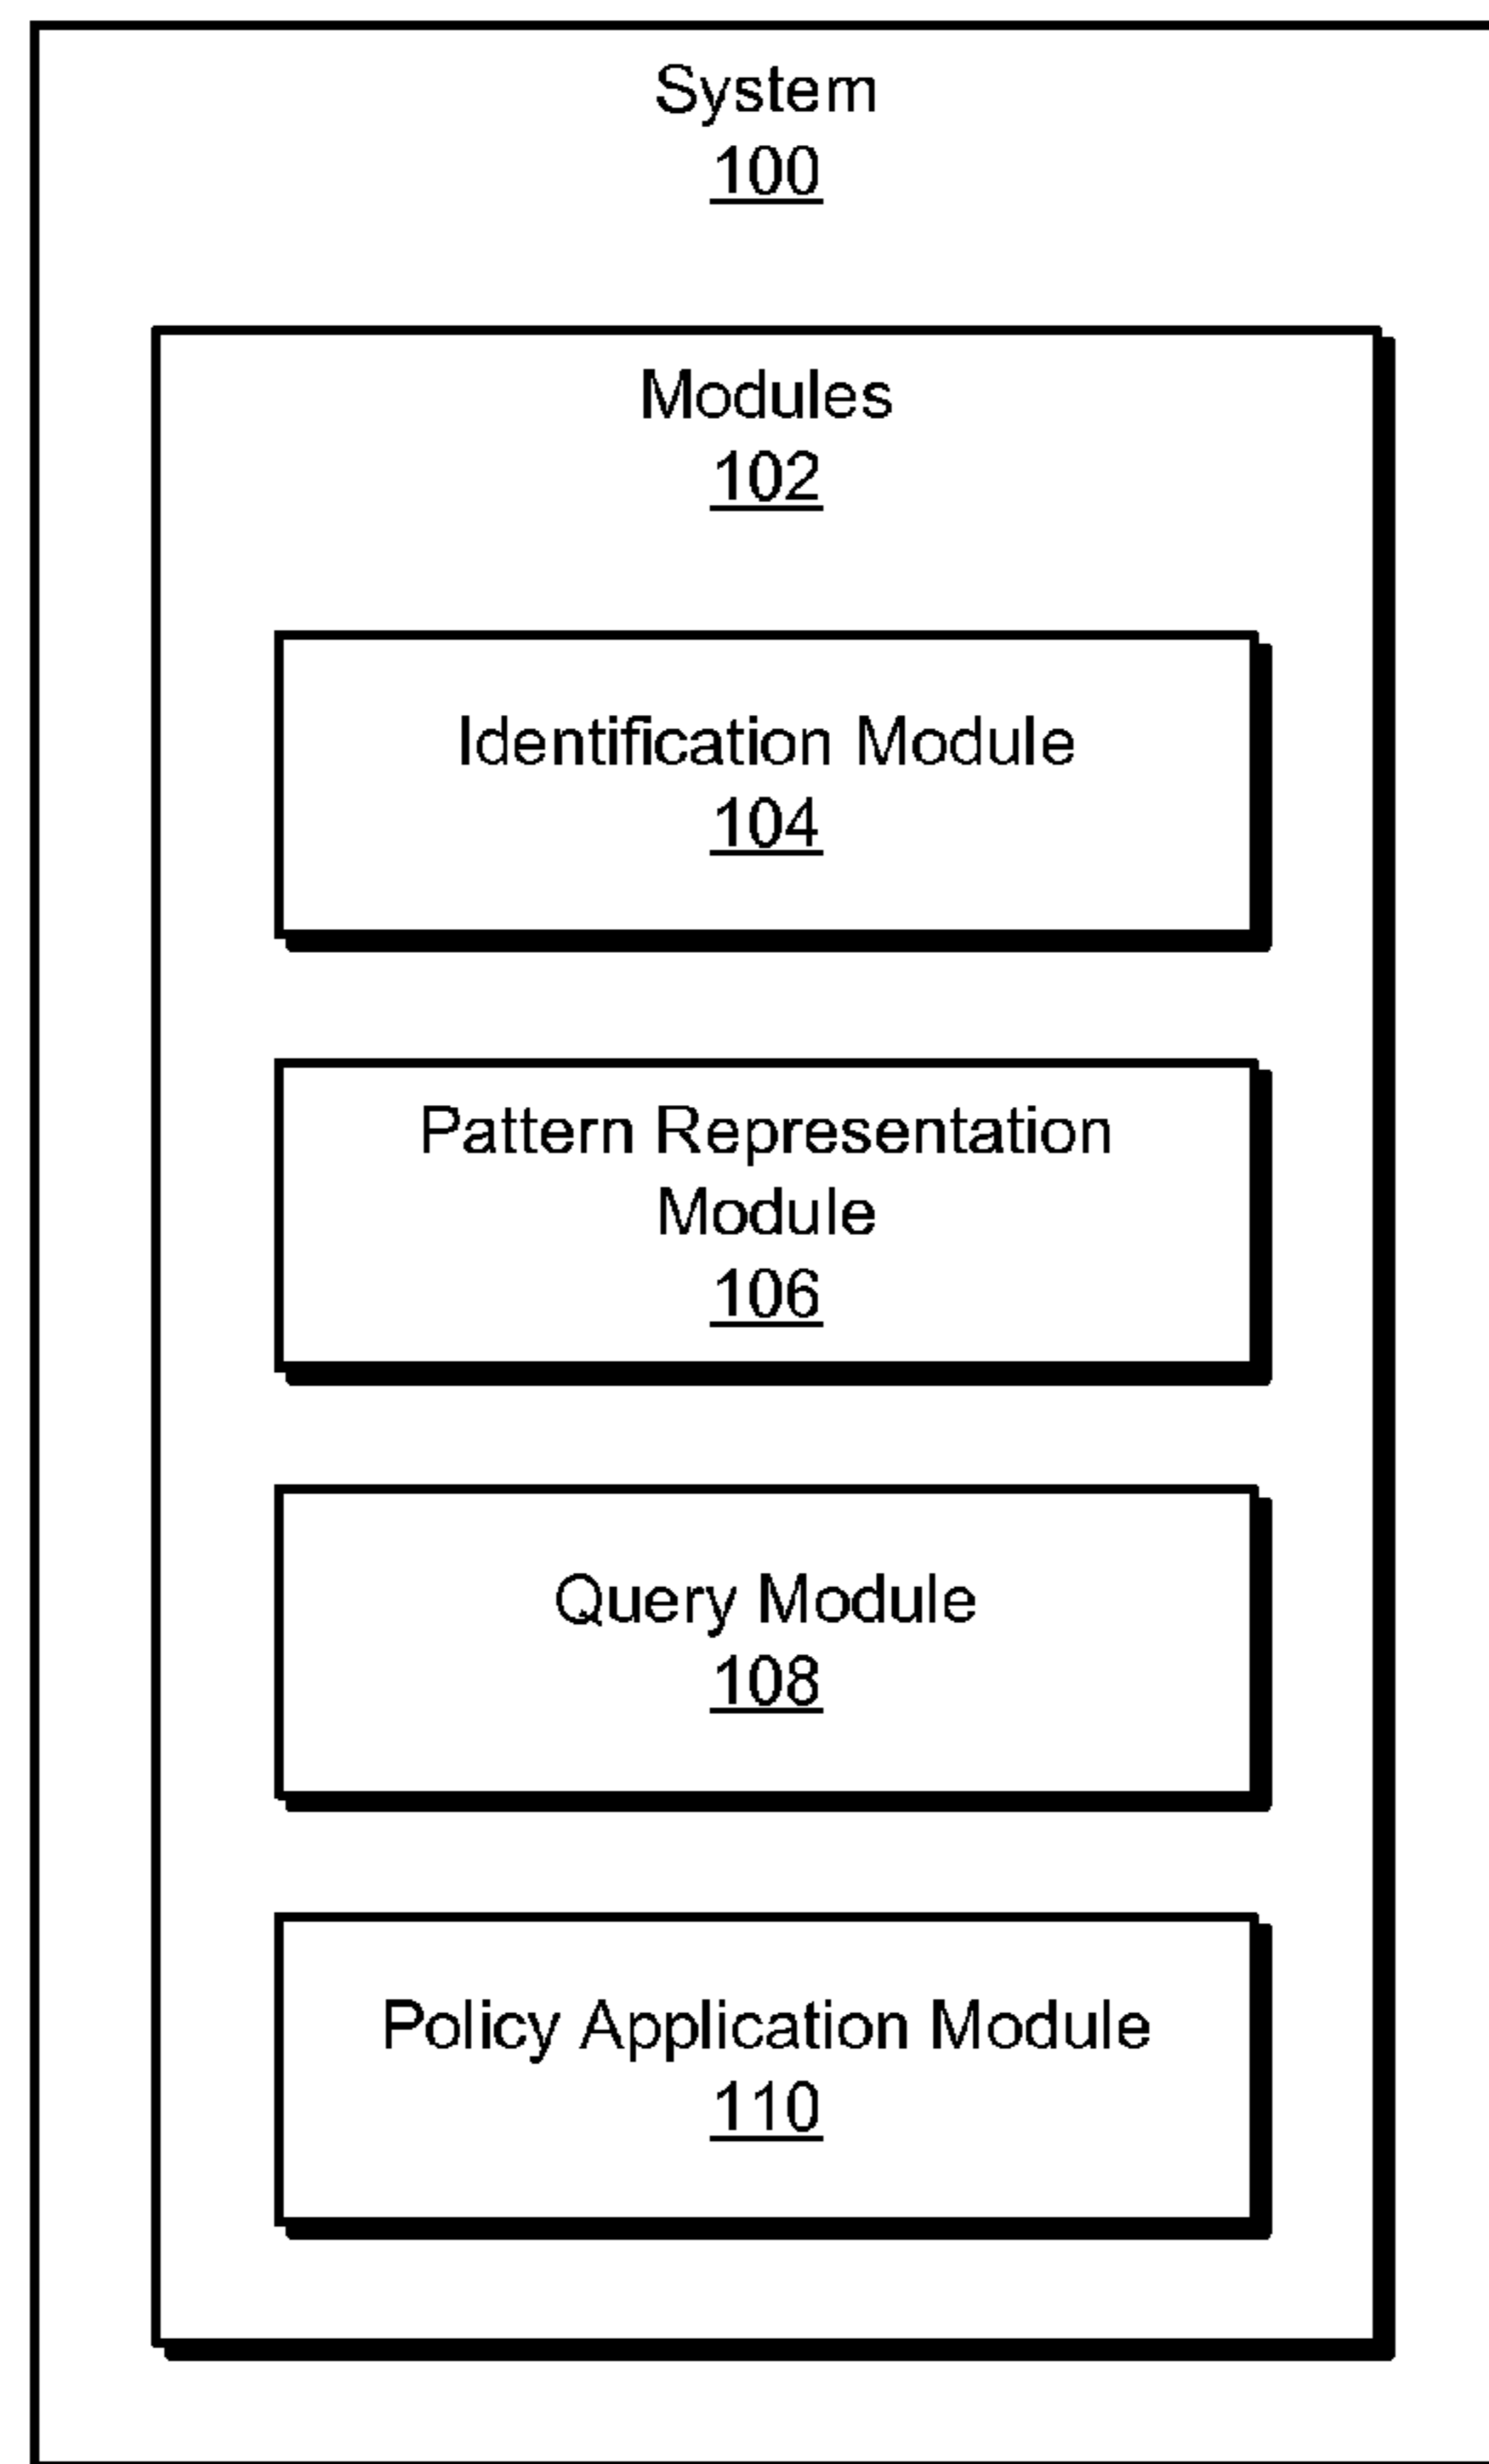 System
100
Modules
102
Identification Module
104
Pattern Representation
Module
106
Query Module
108
Policy Application Module
110